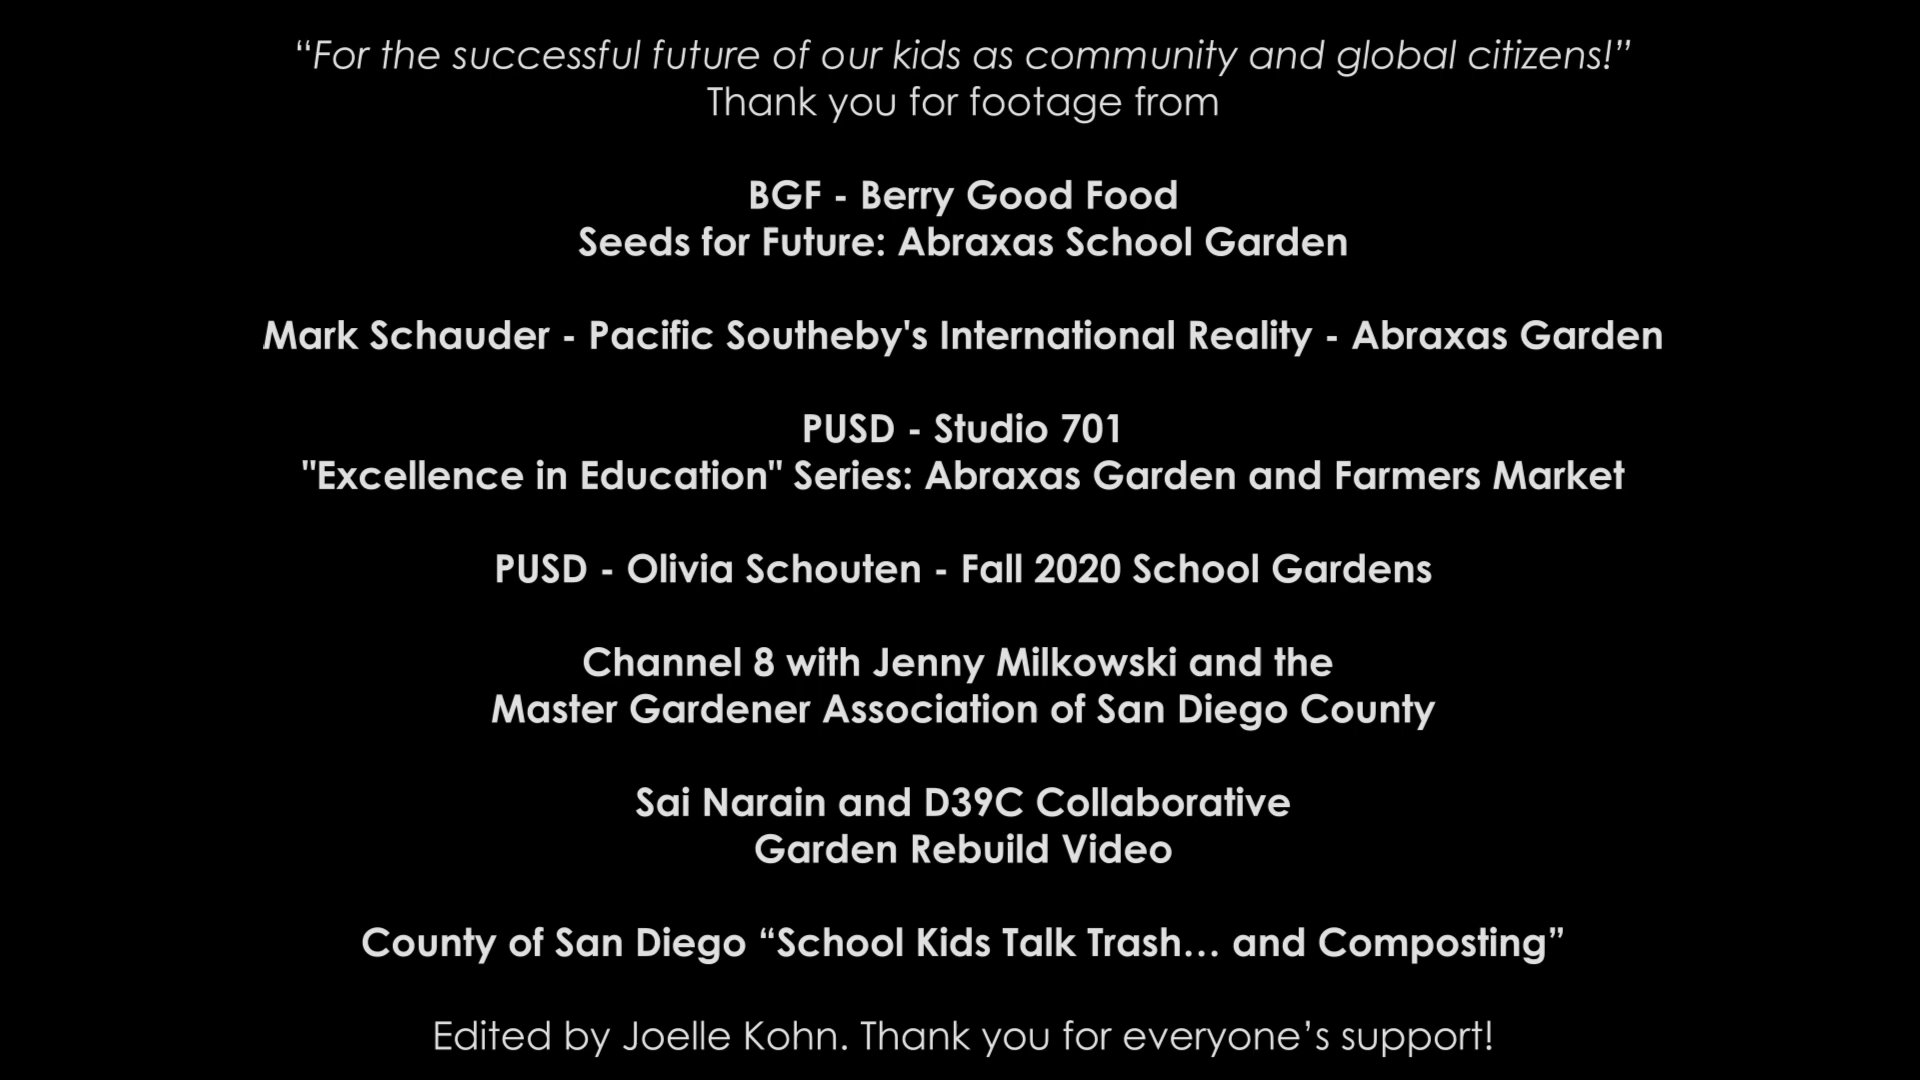 “For the successful future of our kids as community and global citizens!”
Thank you for footage from
BGF - Berry Good Food
Seeds for Future: Abraxas School Garden
Mark Schauder - Pacific Southeby's International Reality - Abraxas Garden
PUSD - Studio 701
"Excellence in Education" Series: Abraxas Garden and Farmers Market
PUSD - Olivia Schouten - Fall 2020 School Gardens
Channel 8 with Jenny Milkowski and the
Master Gardener Association of San Diego County
Sai Narain and D39C Collaborative
Garden Rebuild Video
County of San Diego “School Kids Talk Trash… and Composting”
Edited by Joelle Kohn. Thank you for everyone’s support!